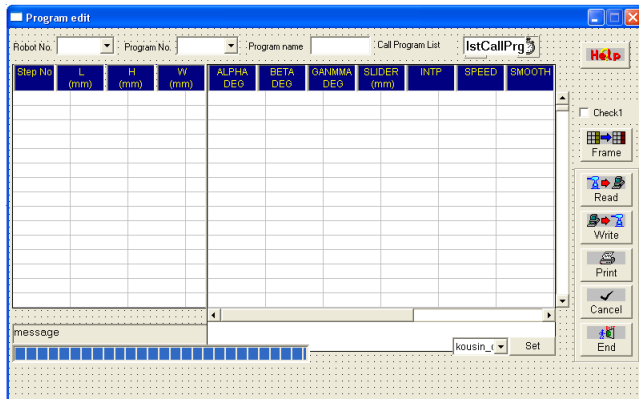 Program edit
Robot No. Program No. Program name Call Program List lstCallPrg
Help
Step No L (mm) H (mm) W (mm) ALPHA DEG BETA DEG GANMMA DEG SLIDER (mm) INTP SPEED SMOOTH
Check1
Frame
Read
Write
Print
Cancel
message
kousin_ Set
End